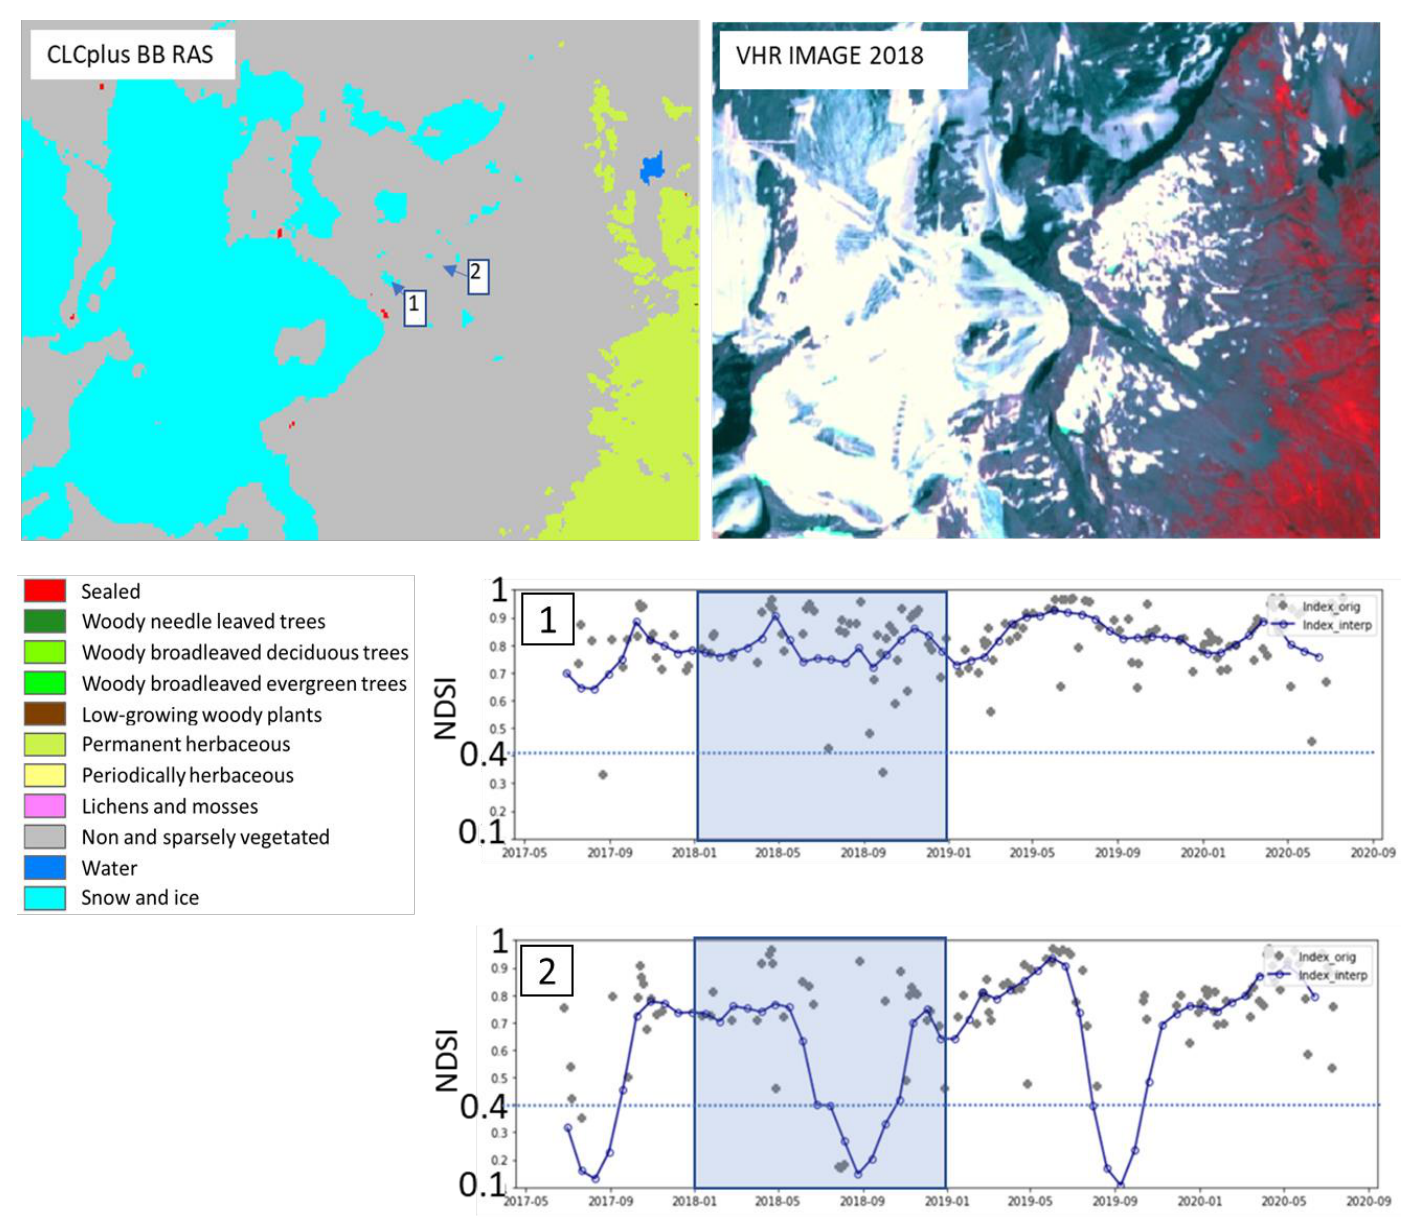 CLCplus BB RAS
VHR IMAGE 2018
2
1
Sealed
Woody needle leaved trees
Woody broadleaved deciduous trees
Woody broadleaved evergreen trees
Low-growing woody plants
Permanent herbaceous
Periodically herbaceous
Lichens and mosses
Non and sparsely vegetated
Water
Snow and ice
1
NDSI
1
0.9
0.8
0.7
0.6
0.5
0.4
0.3
0.2
0.1
Index_orig
Index_interp
2017-05 2017-09 2018-01 2018-05 2018-09 2019-01 2019-05 2019-09 2020-01 2020-05 2020-09
2
NDSI
1
0.9
0.8
0.7
0.6
0.5
0.4
0.3
0.2
0.1
Index_orig
Index_interp
2017-05 2017-09 2018-01 2018-05 2018-09 2019-01 2019-05 2019-09 2020-01 2020-05 2020-09